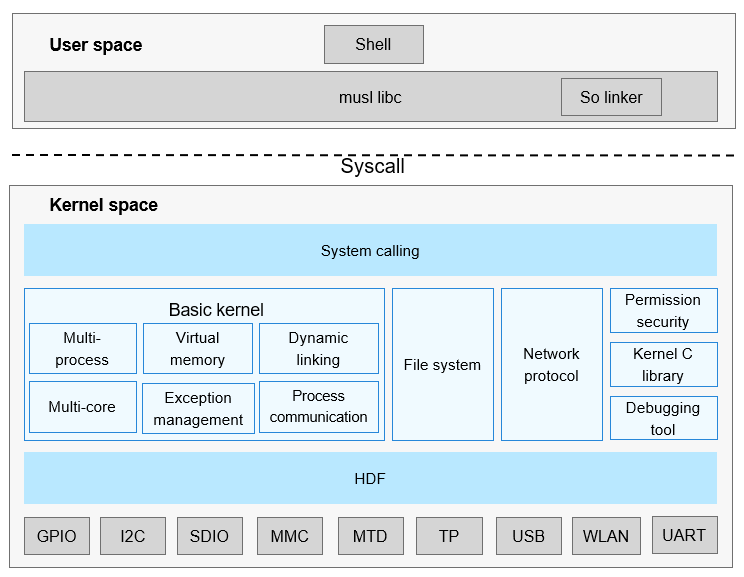 User space
Shell
musl libc
So linker
Syscall
Kernel space
System calling
Basic kernel
Multi-
process
Virtual
memory
Dynamic
linking
Multi-core
Exception
management
Process
communication
File system
Network
protocol
Permission
security
Kernel C
library
Debugging
tool
HDF
GPIO
I2C
SDIO
MMC
MTD
TP
USB
WLAN
UART